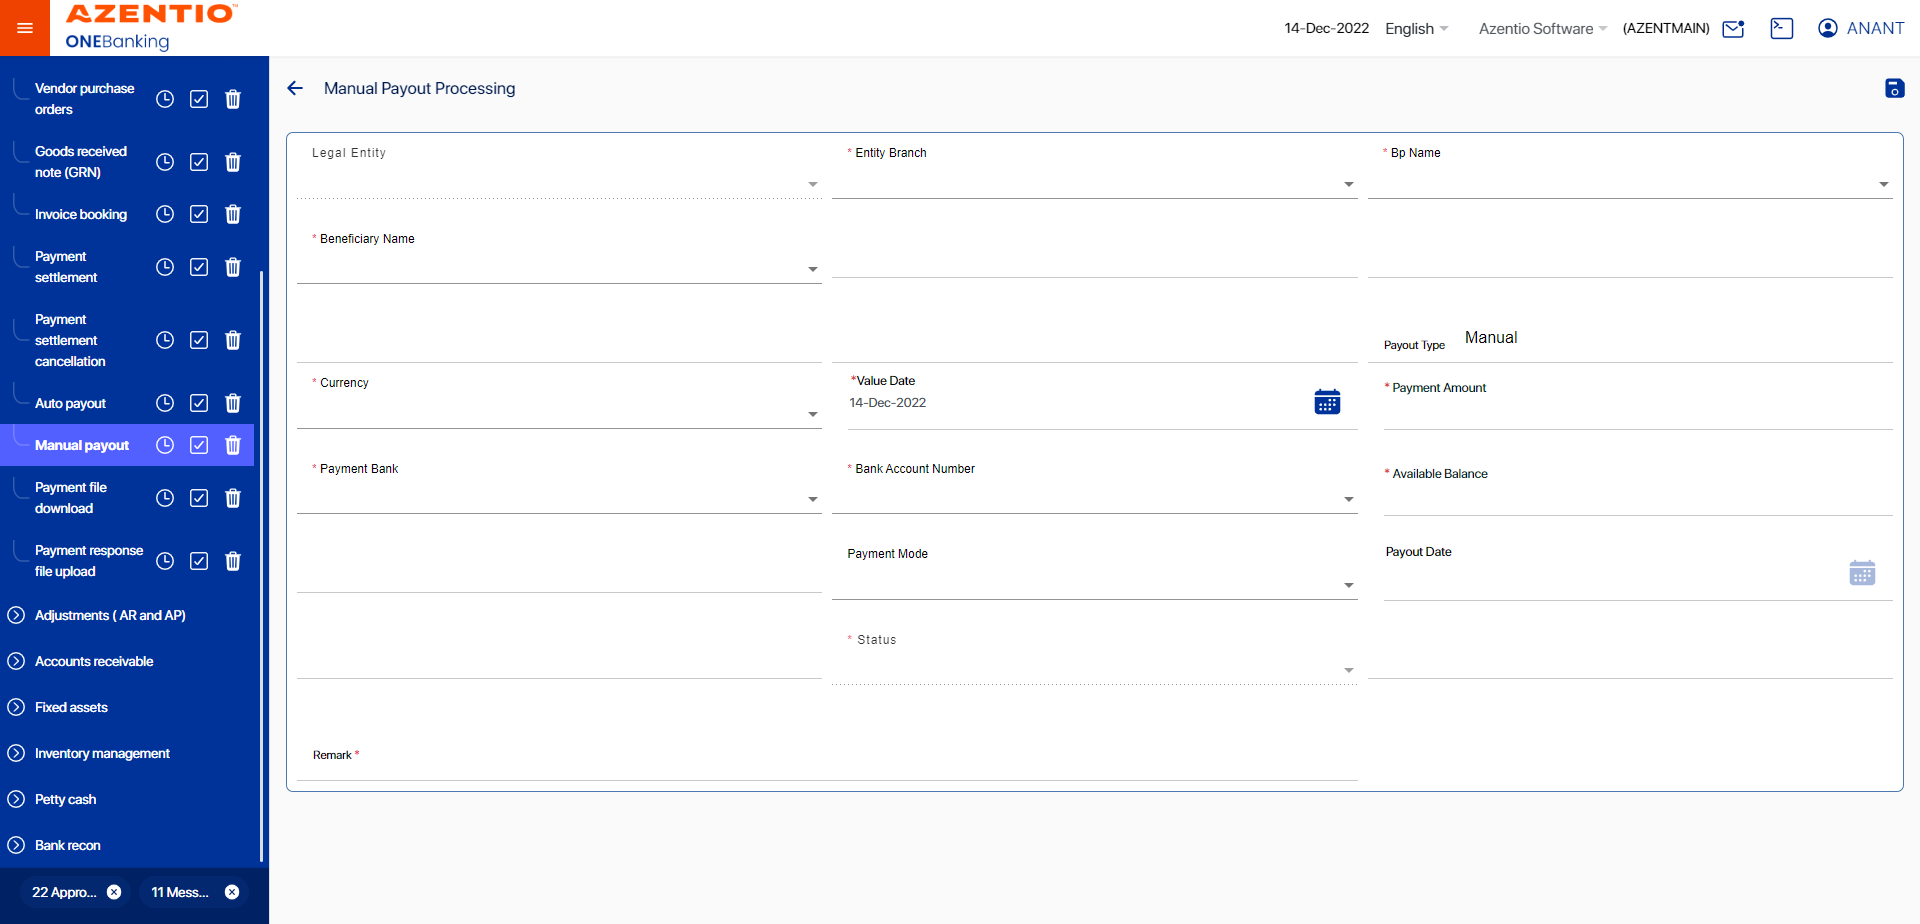 AZENTIO™
ONEBanking
14-Dec-2022 English Azentio Software (AZENTMAIN) ANANT
Vendor purchase
orders
Goods received
note (GRN)
Invoice booking
Payment
settlement
Payment
settlement
cancellation
Auto payout
Manual payout
Payment file
download
Payment response
file upload
Adjustments ( AR and AP)
Accounts receivable
Fixed assets
Inventory management
Petty cash
Bank recon
22 Appro...
11 Mess...
Manual Payout Processing
Legal Entity
* Entity Branch
* Bp Name
* Beneficiary Name
Payout Type Manual
* Currency
*Value Date
14-Dec-2022
* Payment Amount
* Payment Bank
* Bank Account Number
* Available Balance
Payment Mode
Payout Date
* Status
Remark *